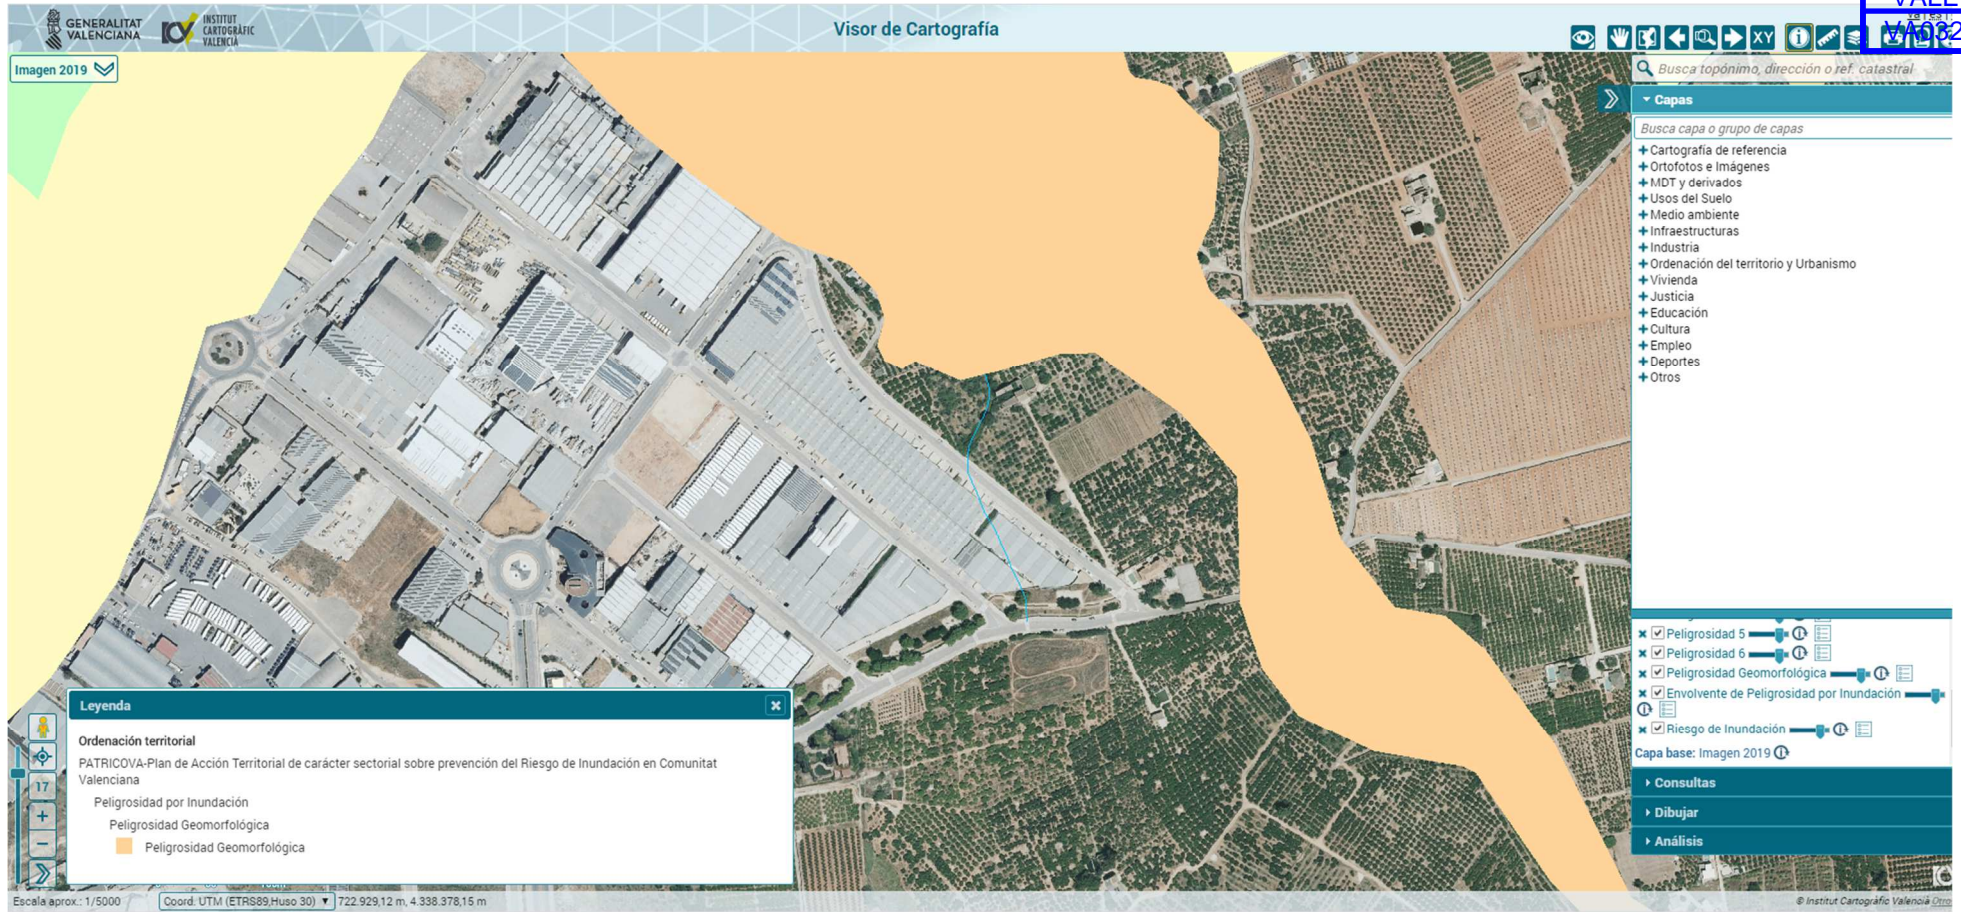 GENERALITAT
VALENCIANA
INSTITUT
CARTOGRÀFIC
VALENCIÀ
Visor de Cartografía
XY
Imagen 2019
Busca topónimo, dirección o ref. catastral
Capas
Busca capa o grupo de capas
Cartografía de referencia
Ortofotos e Imágenes
MDT y derivados
Usos del Suelo
Medio ambiente
Infraestructuras
Industria
Ordenación del territorio y Urbanismo
Vivienda
Justicia
Educación
Cultura
Empleo
Deportes
Otros
Peligrosidad 5
Peligrosidad 6
Peligrosidad Geomorfológica
Envolvente de Peligrosidad por Inundación
Riesgo de Inundación
Capa base: Imagen 2019
Consultas
Dibujar
Análisis
Leyenda
Ordenación territorial
PATRICOVA-Plan de Acción Territorial de carácter sectorial sobre prevención del Riesgo de Inundación en Comunitat
Valenciana
Peligrosidad por Inundación
Peligrosidad Geomorfológica
Peligrosidad Geomorfológica
17
Escala aprox.: 1/5000
Coord. UTM (ETRS89,Huso 30) 722.929,12 m, 4.338.378,15 m
© Institut Cartogràfic Valencià